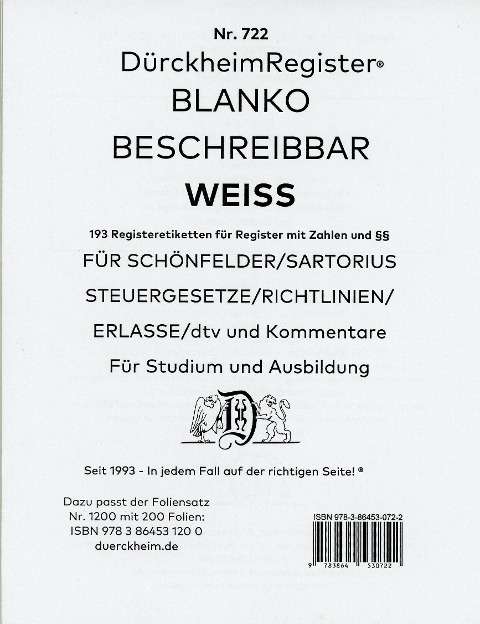 Nr. 722
DürckheimRegister®
BLANKO
BESCHREIBBAR
WEISS
193 Registeretiketten für Register mit Zahlen und §§
FÜR SCHÖNFELDER/SARTORIUS
STEUERGESETZE/RICHTLINIEN/
ERLASSE/dtv und Kommentare
Für Studium und Ausbildung
D
Seit 1993 - In jedem Fall auf der richtigen Seite! ®
Dazu passt der Foliensatz
Nr. 1200 mit 200 Folien:
ISBN 978 3 86453 120 0
duerckheim.de
ISBN 978-3-86453-072-2
9 783864 530722